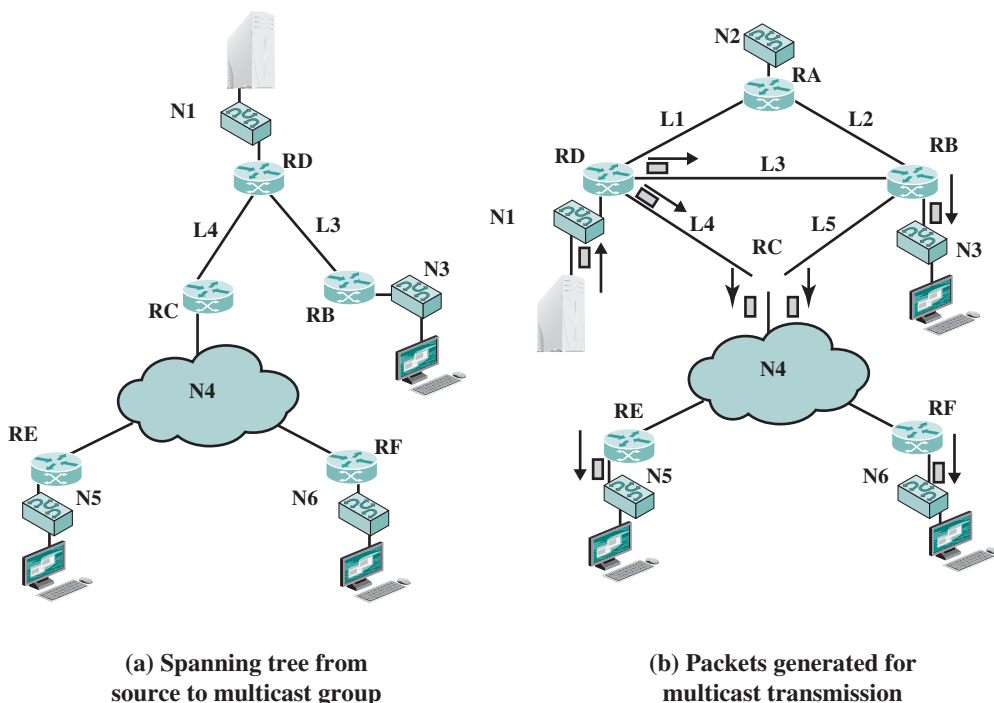 N1
RD
L4
L3
RC
RB
N3
N4
RE
RF
N5
N6
(a) Spanning tree from
source to multicast group
N2
RA
L1
L2
RD
RB
L3
N1
L4
L5
RC
N3
N4
RE
RF
N5
N6
(b) Packets generated for
multicast transmission